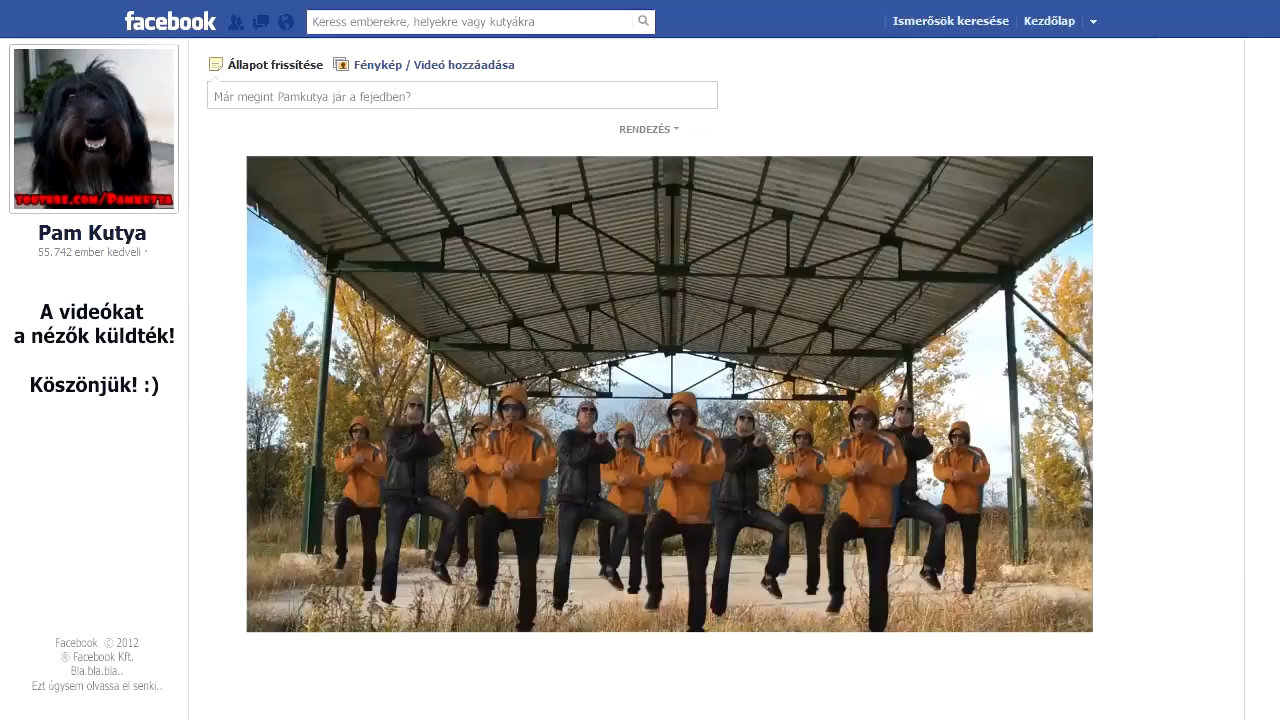 facebook
Keress emberekre, helyekre vagy kutyákra
Ismerősök keresése
Kezdőlap
Állapot frissítése
Fénykép / Videó hozzáadása
Már megint Pamkutya jár a fejedben?
RENDEZÉS
YOUTUBE.COM/PAMKUTYA
Pam Kutya
55.742 ember kedveli ·
A videókat
a nézők küldték!
Köszönjük! :)
Facebook © 2012
® Facebook Kft.
Bla.bla.bla..
Ezt úgysem olvassa el senki..